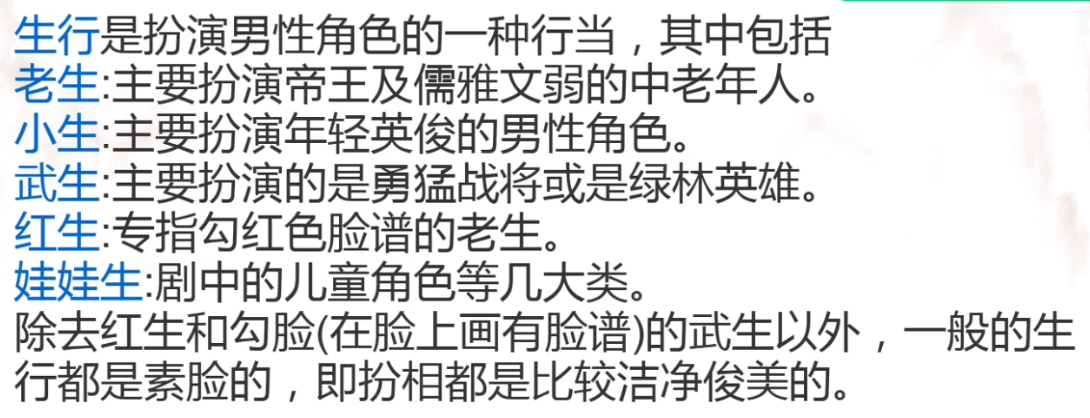 生行是扮演男性角色的一种行当，其中包括
老生:主要扮演帝王及儒雅文弱的中老年人。
小生:主要扮演年轻英俊的男性角色。
武生:主要扮演的是勇猛战将或是绿林英雄。
红生:专指勾红色脸谱的老生。
娃娃生:剧中的儿童角色等几大类。
除去红生和勾脸(在脸上画有脸谱)的武生以外，一般的生
行都是素脸的，即扮相都是比较洁净俊美的。